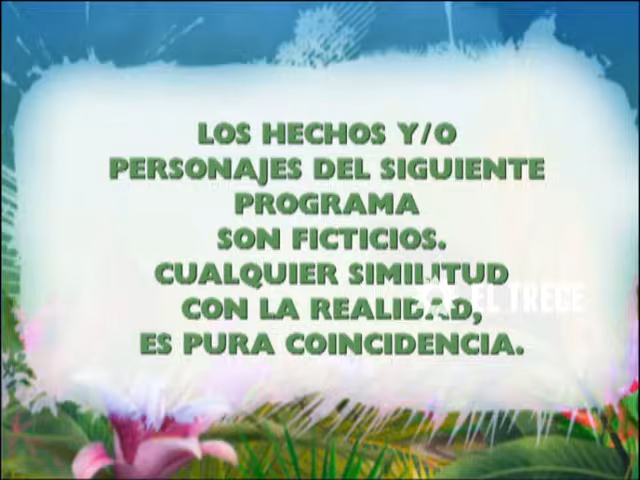 LOS HECHOS Y/O
PERSONAJES DEL SIGUIENTE
PROGRAMA
SON FICTICIOS.
CUALQUIER SIMILITUD
CON LA REALIDAD,
ES PURA COINCIDENCIA.
EL TRECE